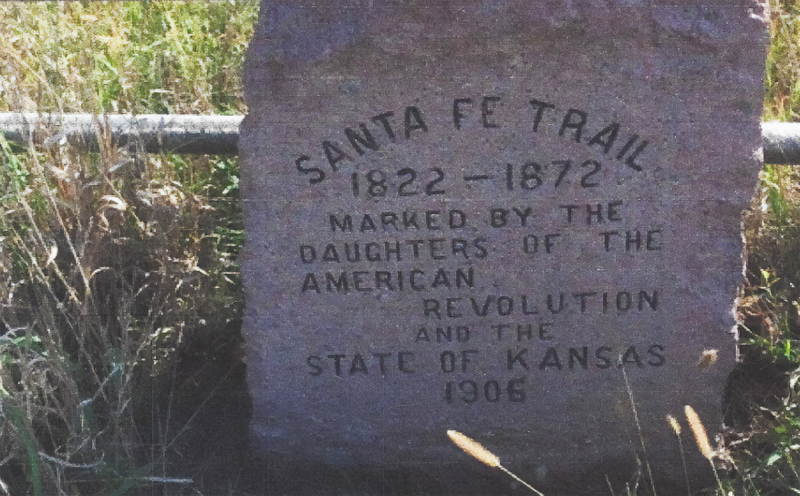 SANTA FE TRAIL
1822-1872
MARKED BY THE
DAUGHTERS OF THE
AMERICAN
REVOLUTION
AND THE
STATE OF KANSAS
1906